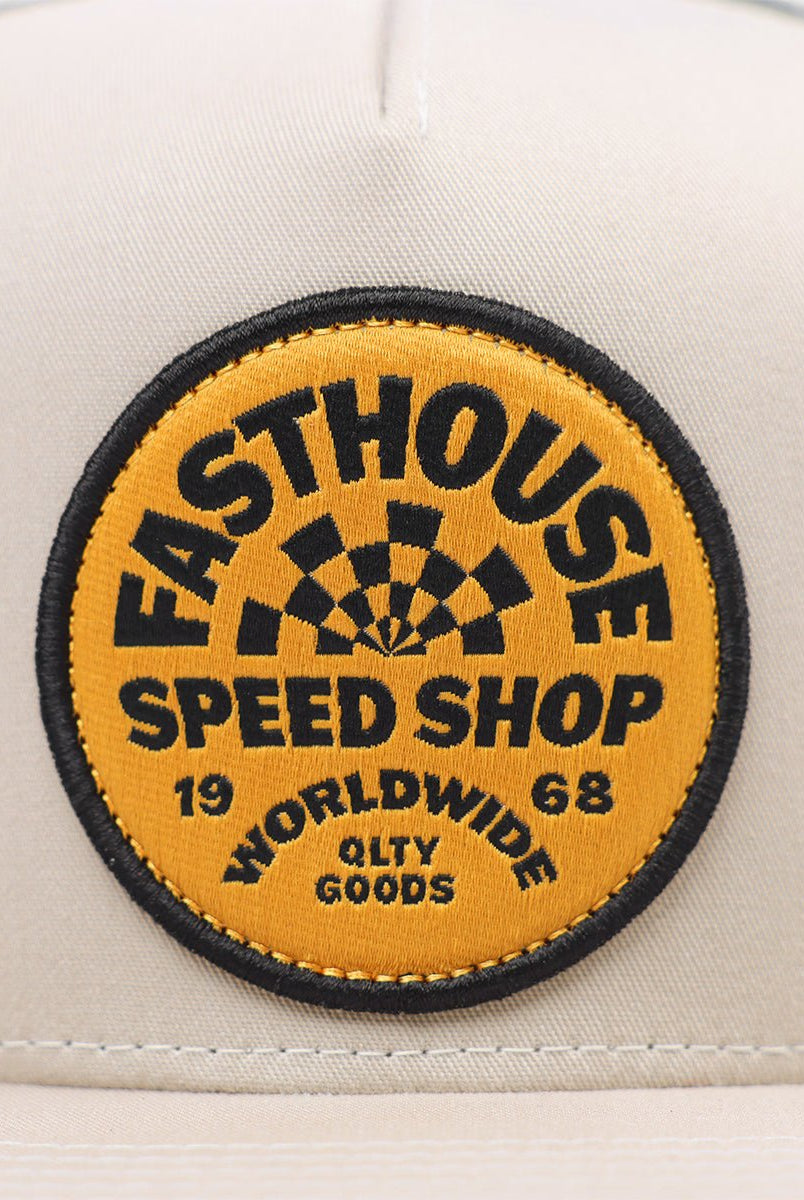 FASTHOUSE
SPEED SHOP
19 68
WORLDWIDE
QLTY
GOODS